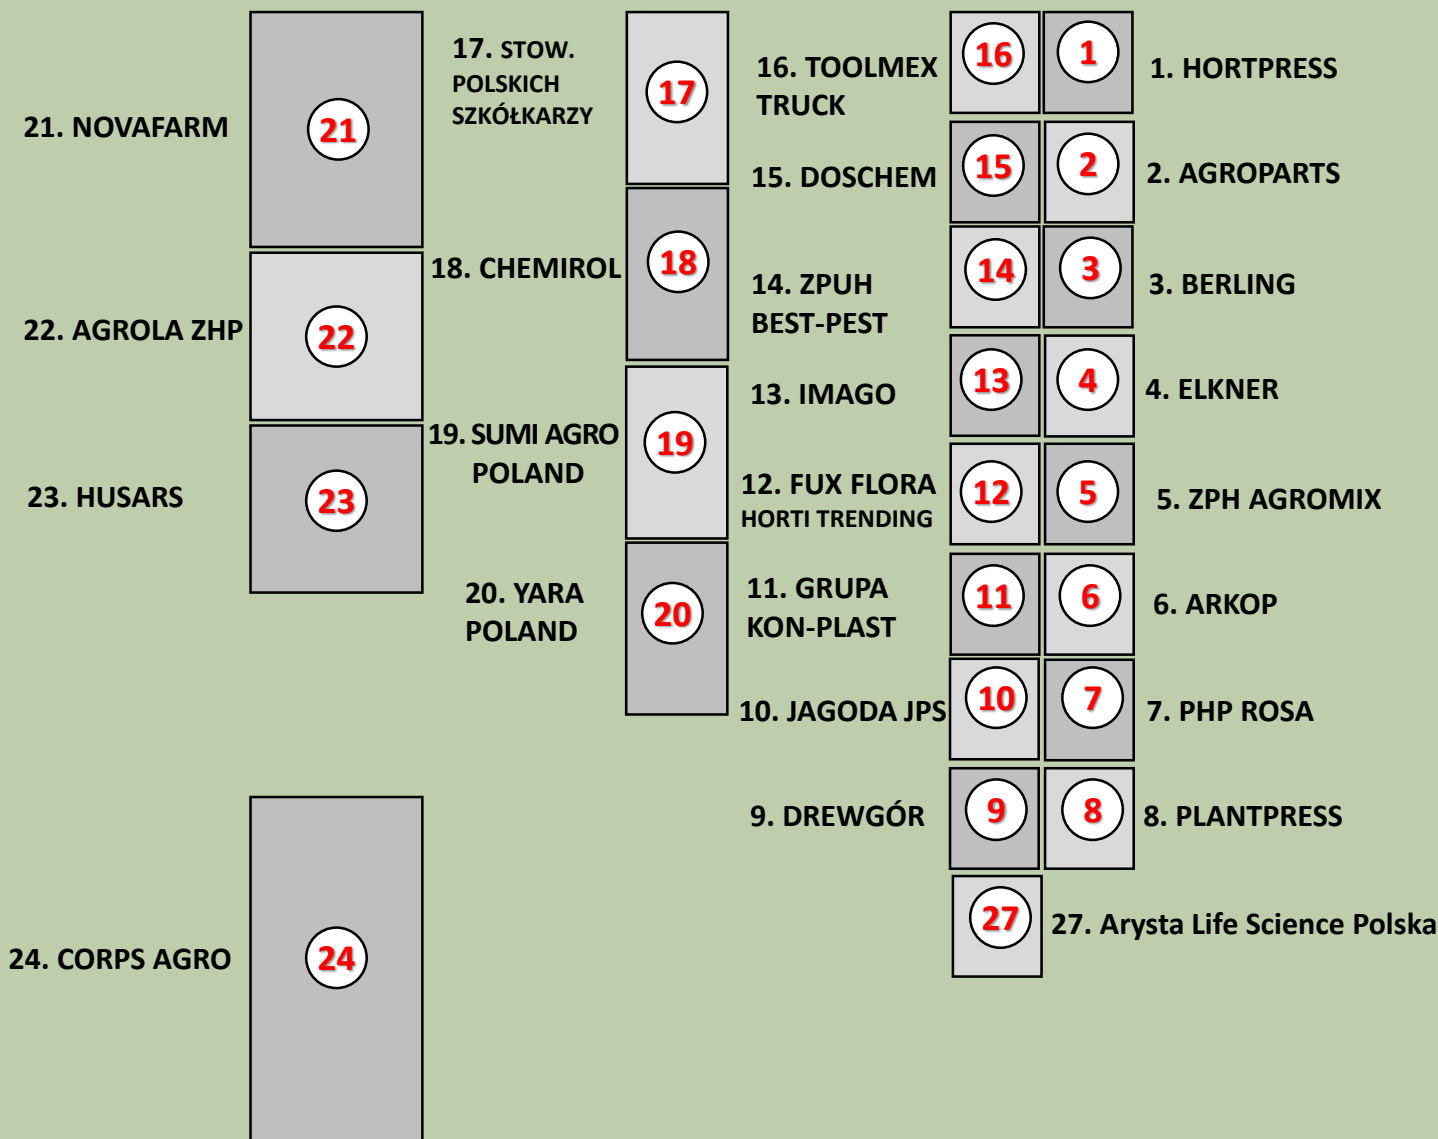 21. NOVAFARM
21
22. AGROLA ZHP
22
23. HUSARS
23
24. CORPS AGRO
24
17. STOW.
POLSKICH
SZKÓŁKARZY
17
18. CHEMIROL
18
19. SUMI AGRO
POLAND
19
20. YARA
POLAND
20
16. TOOLMEX
TRUCK
16
15. DOSCHEM
15
14. ZPUH
BEST-PEST
14
13. IMAGO
13
12. FUX FLORA
HORTI TRENDING
12
11. GRUPA
KON-PLAST
11
10. JAGODA JPS
10
9. DREWGÓR
9
1
1. HORTPRESS
2
2. AGROPARTS
3
3. BERLING
4
4. ELKNER
5
5. ZPH AGROMIX
6
6. ARKOP
7
7. PHP ROSA
8
8. PLANTPRESS
27
27. Arysta Life Science Polska